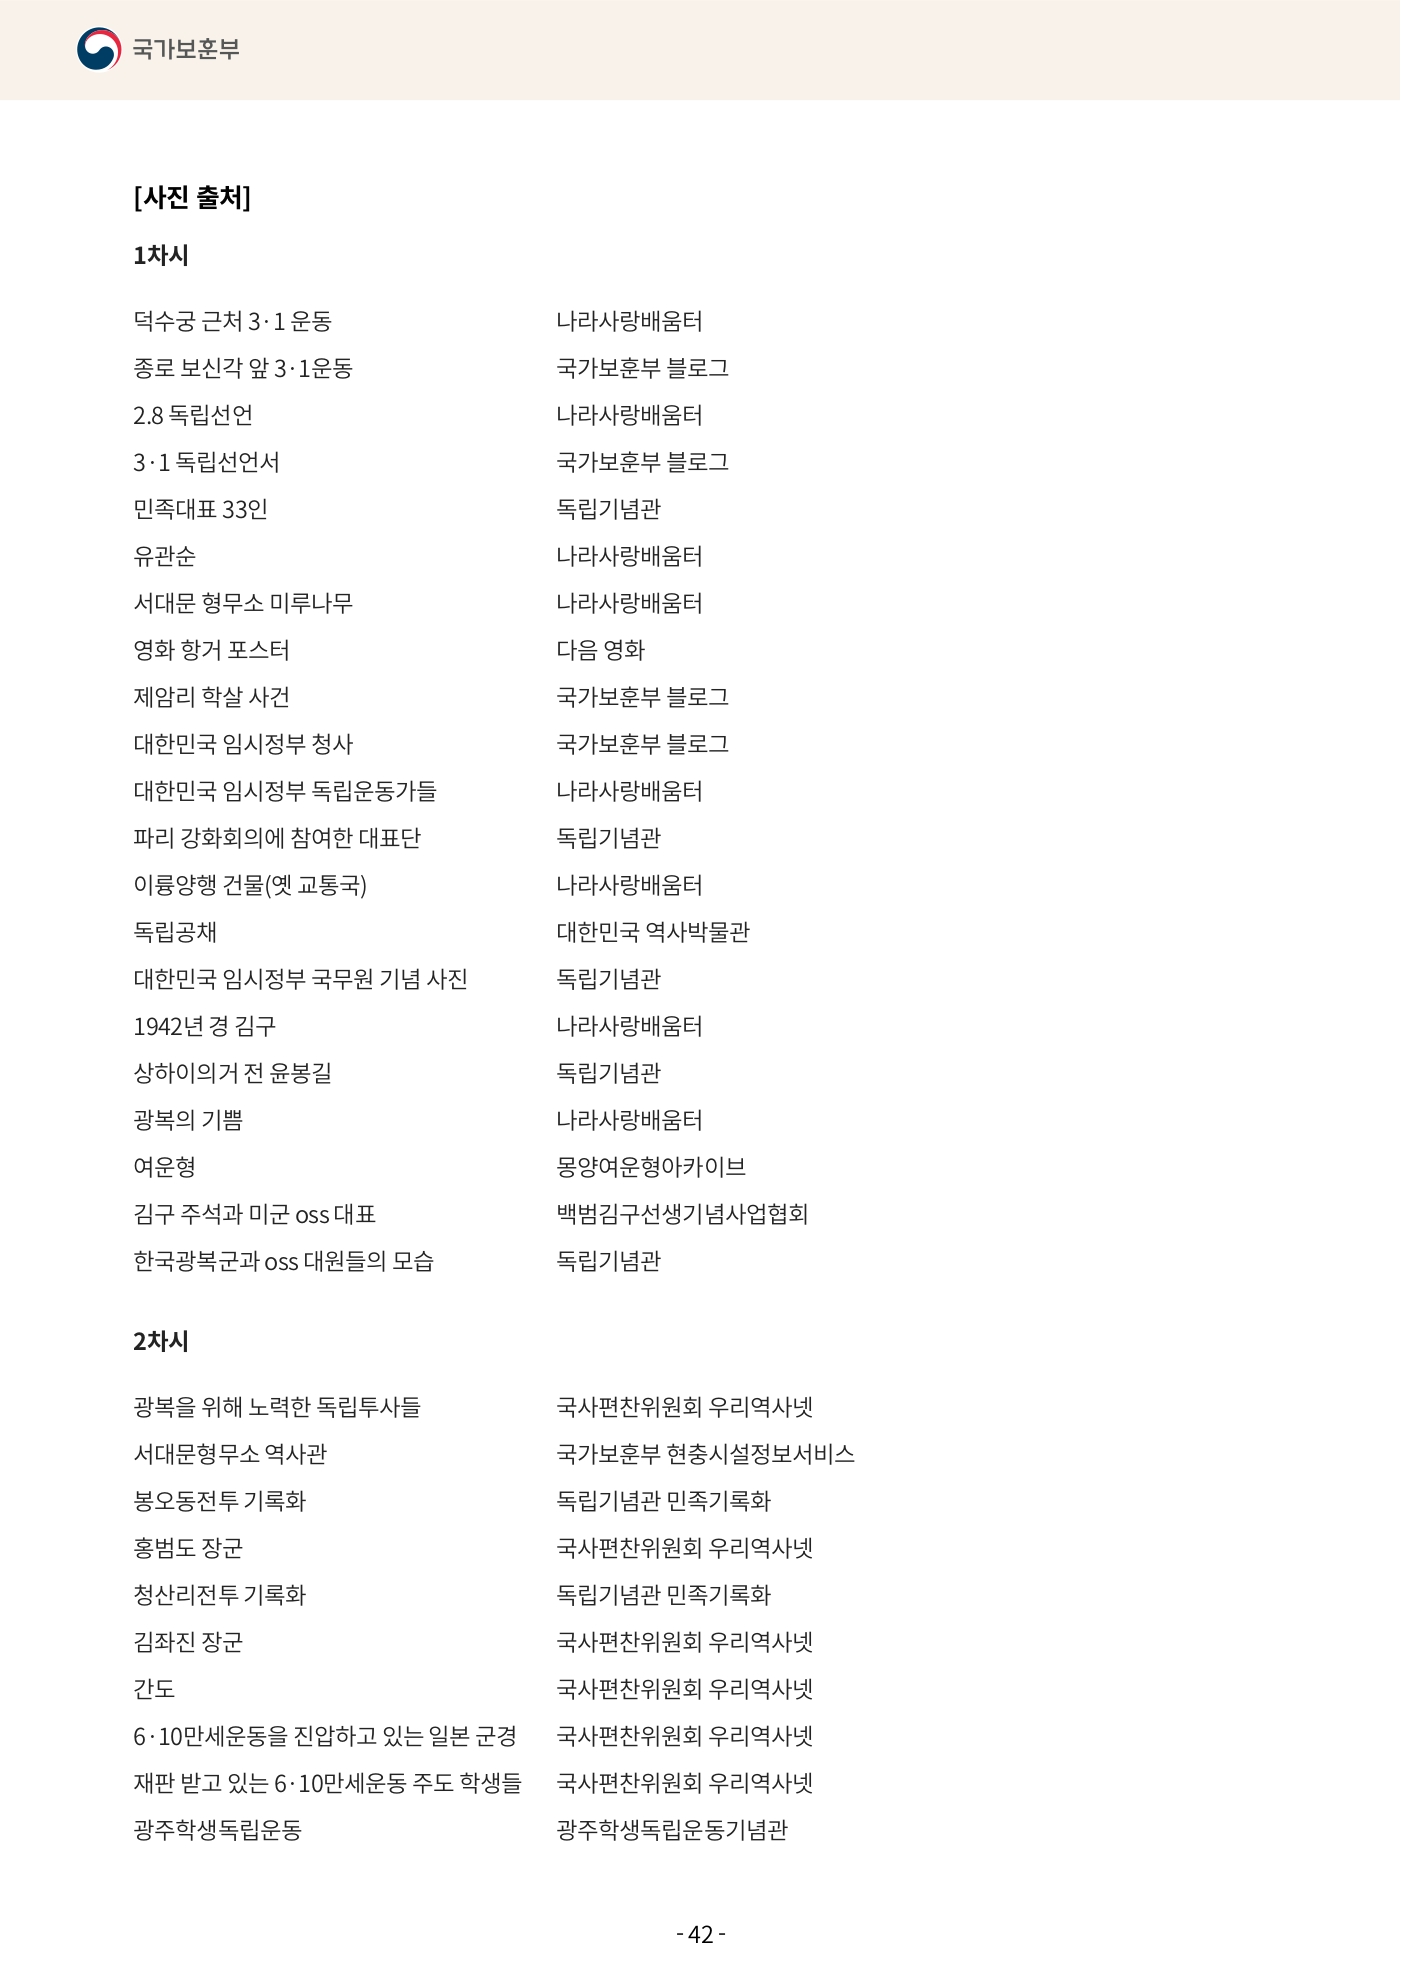 국가보훈부
[사진 출처]
1차시
덕수궁 근처 3·1 운동 나라사랑배움터
종로 보신각 앞 3·1운동 국가보훈부 블로그
2.8 독립선언 나라사랑배움터
3·1 독립선언서 국가보훈부 블로그
민족대표 33인 독립기념관
유관순 나라사랑배움터
서대문 형무소 미루나무 나라사랑배움터
영화 항거 포스터 다음 영화
제암리 학살 사건 국가보훈부 블로그
대한민국 임시정부 청사 국가보훈부 블로그
대한민국 임시정부 독립운동가들 나라사랑배움터
파리 강화회의에 참여한 대표단 독립기념관
이륭양행 건물(옛 교통국) 나라사랑배움터
독립공채 대한민국 역사박물관
대한민국 임시정부 국무원 기념 사진 독립기념관
1942년 경 김구 나라사랑배움터
상하이의거 전 윤봉길 독립기념관
광복의 기쁨 나라사랑배움터
여운형 몽양여운형아카이브
김구 주석과 미군 oss 대표 백범김구선생기념사업협회
한국광복군과 oss 대원들의 모습 독립기념관
2차시
광복을 위해 노력한 독립투사들 국사편찬위원회 우리역사넷
서대문형무소 역사관 국가보훈부 현충시설정보서비스
봉오동전투 기록화 독립기념관 민족기록화
홍범도 장군 국사편찬위원회 우리역사넷
청산리전투 기록화 독립기념관 민족기록화
김좌진 장군 국사편찬위원회 우리역사넷
간도 국사편찬위원회 우리역사넷
6·10만세운동을 진압하고 있는 일본 군경 국사편찬위원회 우리역사넷
재판 받고 있는 6·10만세운동 주도 학생들 국사편찬위원회 우리역사넷
광주학생독립운동 광주학생독립운동기념관
- 42 -